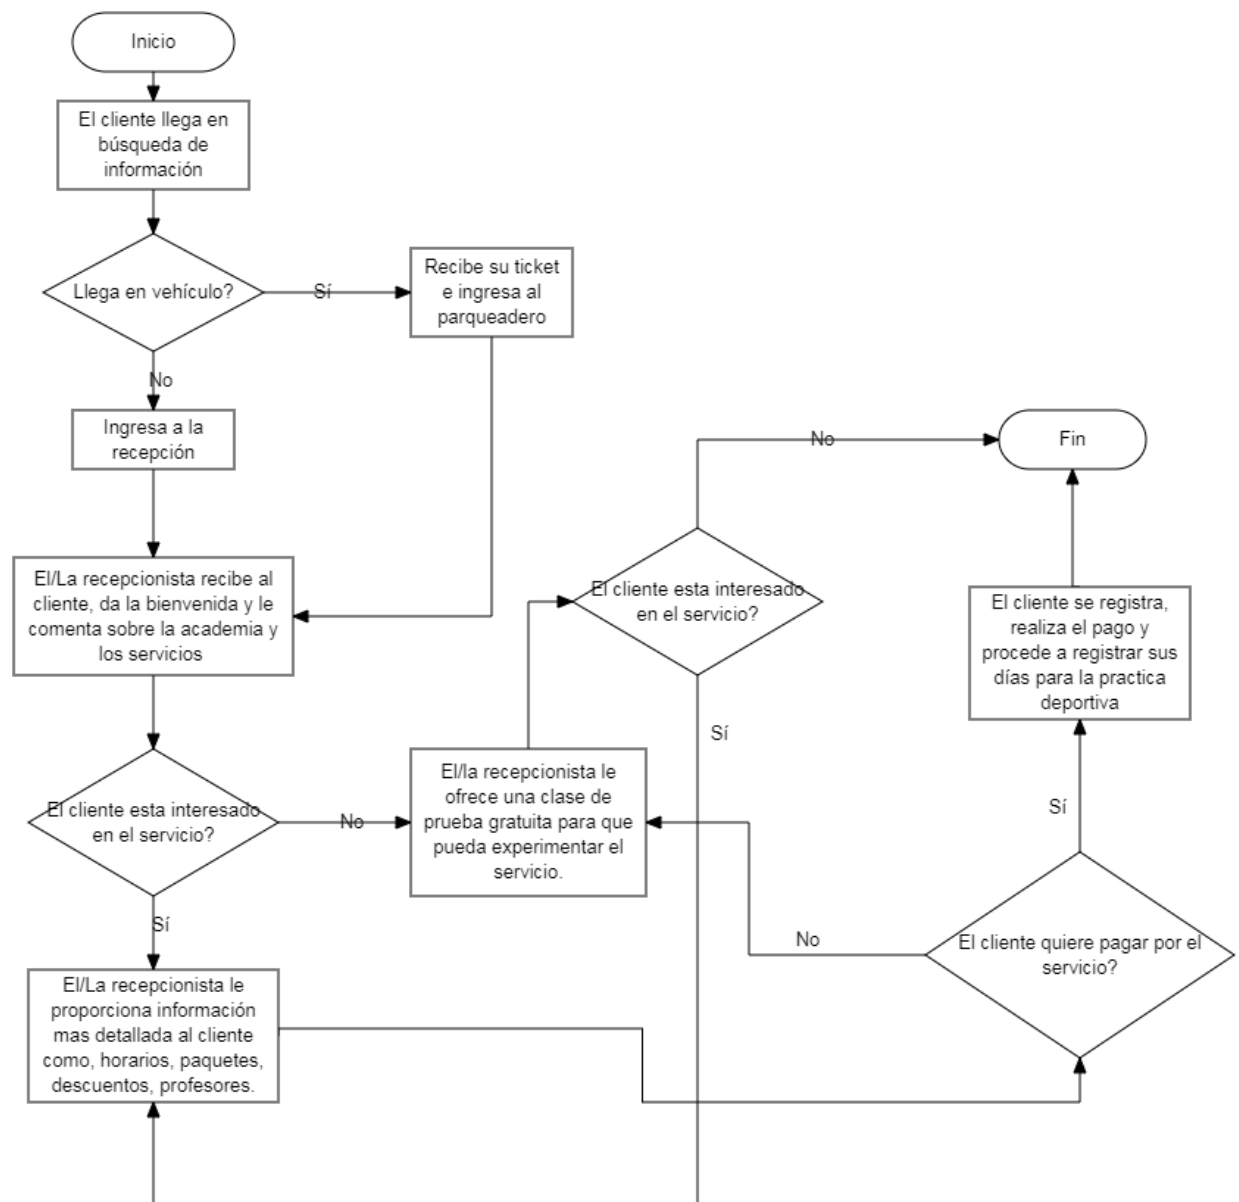 Inicio
El cliente llega en
búsqueda de
información
Llega en vehículo?
Sí
Recibe su ticket
e ingresa al
parqueadero
No
Ingresa a la
recepción
No
Fin
El/La recepcionista recibe al
cliente, da la bienvenida y le
comenta sobre la academia y
los servicios
El cliente esta interesado
en el servicio?
El cliente se registra,
realiza el pago y
procede a registrar sus
días para la practica
deportiva
Sí
El cliente esta interesado
en el servicio?
No
El/la recepcionista le
ofrece una clase de
prueba gratuita para que
pueda experimentar el
servicio.
Sí
Sí
No
El cliente quiere pagar por el
servicio?
El/La recepcionista le
proporciona información
mas detallada al cliente
como, horarios, paquetes,
descuentos, profesores.